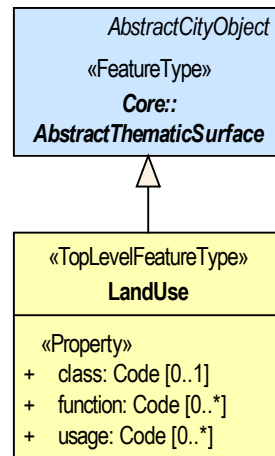 AbstractCityObject
«FeatureType»
Core::
AbstractThematicSurface
«TopLevelFeatureType»
LandUse
«Property»
+ class: Code [0..1]
+ function: Code [0..*]
+ usage: Code [0..*]